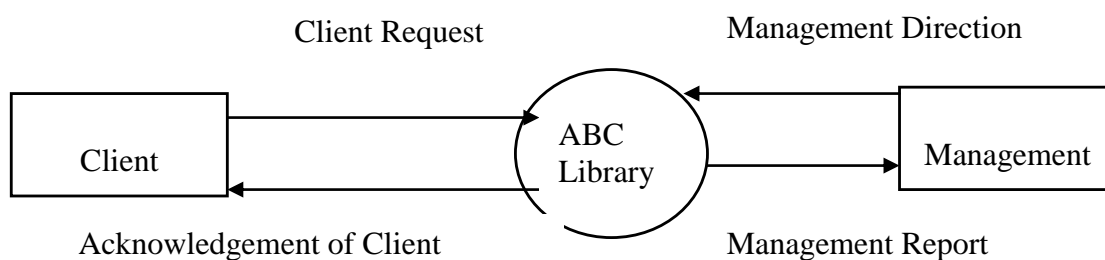 Client Request
Management Direction
Client
ABC
Library
Management
Acknowledgement of Client
Management Report